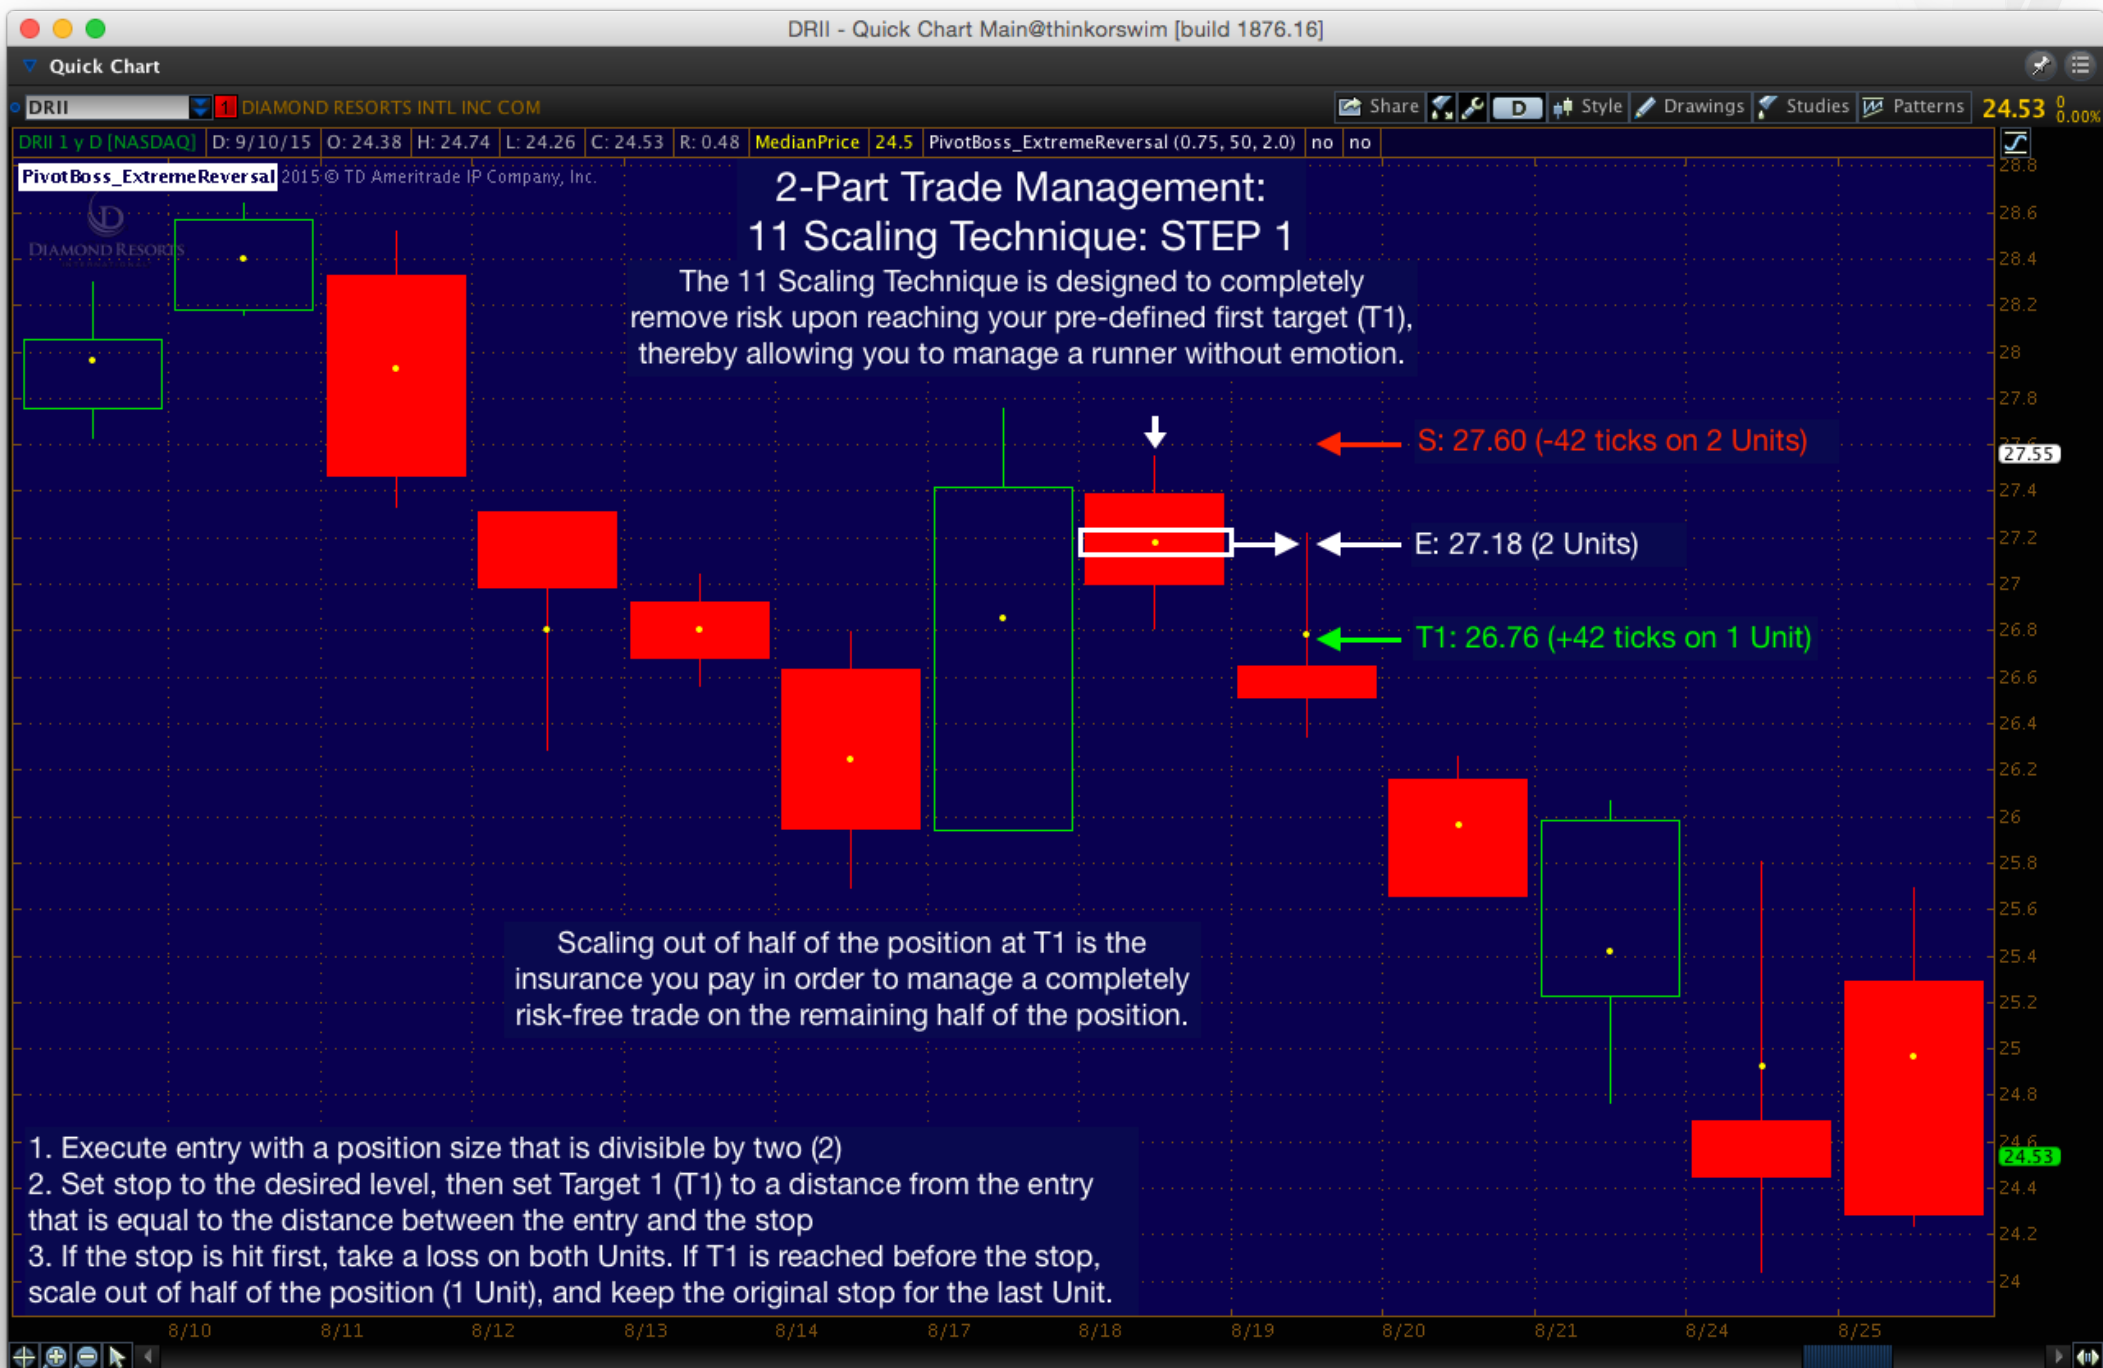 DRII - Quick Chart Main@thinkorswim [build 1876.16]
Quick Chart
DRII 1 DIAMOND RESORTS INTL INC COM Share D Style Drawings Studies Patterns 24.53 0 0.00%
DRII 1 y D [NASDAQ] D: 9/10/15 O: 24.38 H: 24.74 L: 24.26 C: 24.53 R: 0.48 MedianPrice 24.5 PivotBoss_ExtremeReversal (0.75, 50, 2.0) no no
PivotBoss_ExtremeReversal 2015 © TD Ameritrade IP Company, Inc.
DIAMOND RESORTS
INTERNATIONAL
2-Part Trade Management:
11 Scaling Technique: STEP 1
The 11 Scaling Technique is designed to completely
remove risk upon reaching your pre-defined first target (T1),
thereby allowing you to manage a runner without emotion.
S: 27.60 (-42 ticks on 2 Units)
E: 27.18 (2 Units)
T1: 26.76 (+42 ticks on 1 Unit)
Scaling out of half of the position at T1 is the
insurance you pay in order to manage a completely
risk-free trade on the remaining half of the position.
1. Execute entry with a position size that is divisible by two (2)
2. Set stop to the desired level, then set Target 1 (T1) to a distance from the entry
that is equal to the distance between the entry and the stop
3. If the stop is hit first, take a loss on both Units. If T1 is reached before the stop,
scale out of half of the position (1 Unit), and keep the original stop for the last Unit.
28.8
28.6
28.4
28.2
28
27.8
27.6
27.55
27.4
27.2
27
26.8
26.6
26.4
26.2
26
25.8
25.6
25.4
25.2
25
24.8
24.6
24.53
24.4
24.2
24
8/10 8/11 8/12 8/13 8/14 8/17 8/18 8/19 8/20 8/21 8/24 8/25